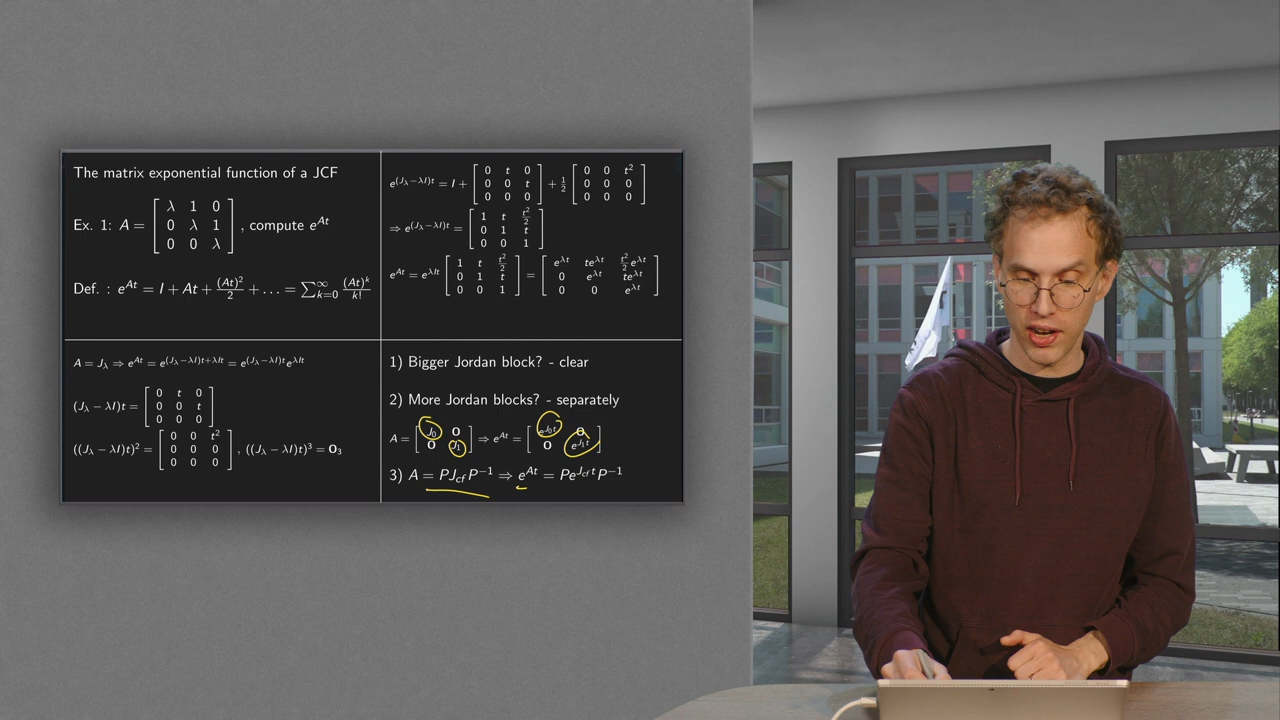 The matrix exponential function of a JCF
Ex. 1: A = [ λ 1 0 ; 0 λ 1 ; 0 0 λ ] , compute e^{At}
Def. : e^{At} = I + At + (At)^2/2 + … = ∑_{k=0}^{∞} (At)^k/k!
e^{(J_λ−λI)t} = I + [ 0 t 0 ; 0 0 t ; 0 0 0 ] + 1/2 [ 0 0 t^2 ; 0 0 0 ; 0 0 0 ]
⇒ e^{(J_λ−λI)t} = [ 1 t t^2/2 ; 0 1 t ; 0 0 1 ]
e^{At} = e^{λIt} [ 1 t t^2/2 ; 0 1 t ; 0 0 1 ] = [ e^{λt} te^{λt} t^2/2 e^{λt} ; 0 e^{λt} te^{λt} ; 0 0 e^{λt} ]
A = J_λ ⇒ e^{At} = e^{(J_λ−λI)t+λIt} = e^{(J_λ−λI)t}e^{λIt}
(J_λ − λI)t = [ 0 t 0 ; 0 0 t ; 0 0 0 ]
((J_λ − λI)t)^2 = [ 0 0 t^2 ; 0 0 0 ; 0 0 0 ] , ((J_λ − λI)t)^3 = O_3
1) Bigger Jordan block? - clear
2) More Jordan blocks? - separately
A = [ J_0 O ; O J_1 ] ⇒ e^{At} = [ e^{J_0t} O ; O e^{J_1t} ]
3) A = PJ_{cf}P^{−1} ⇒ e^{At} = Pe^{J_{cf}t}P^{−1}